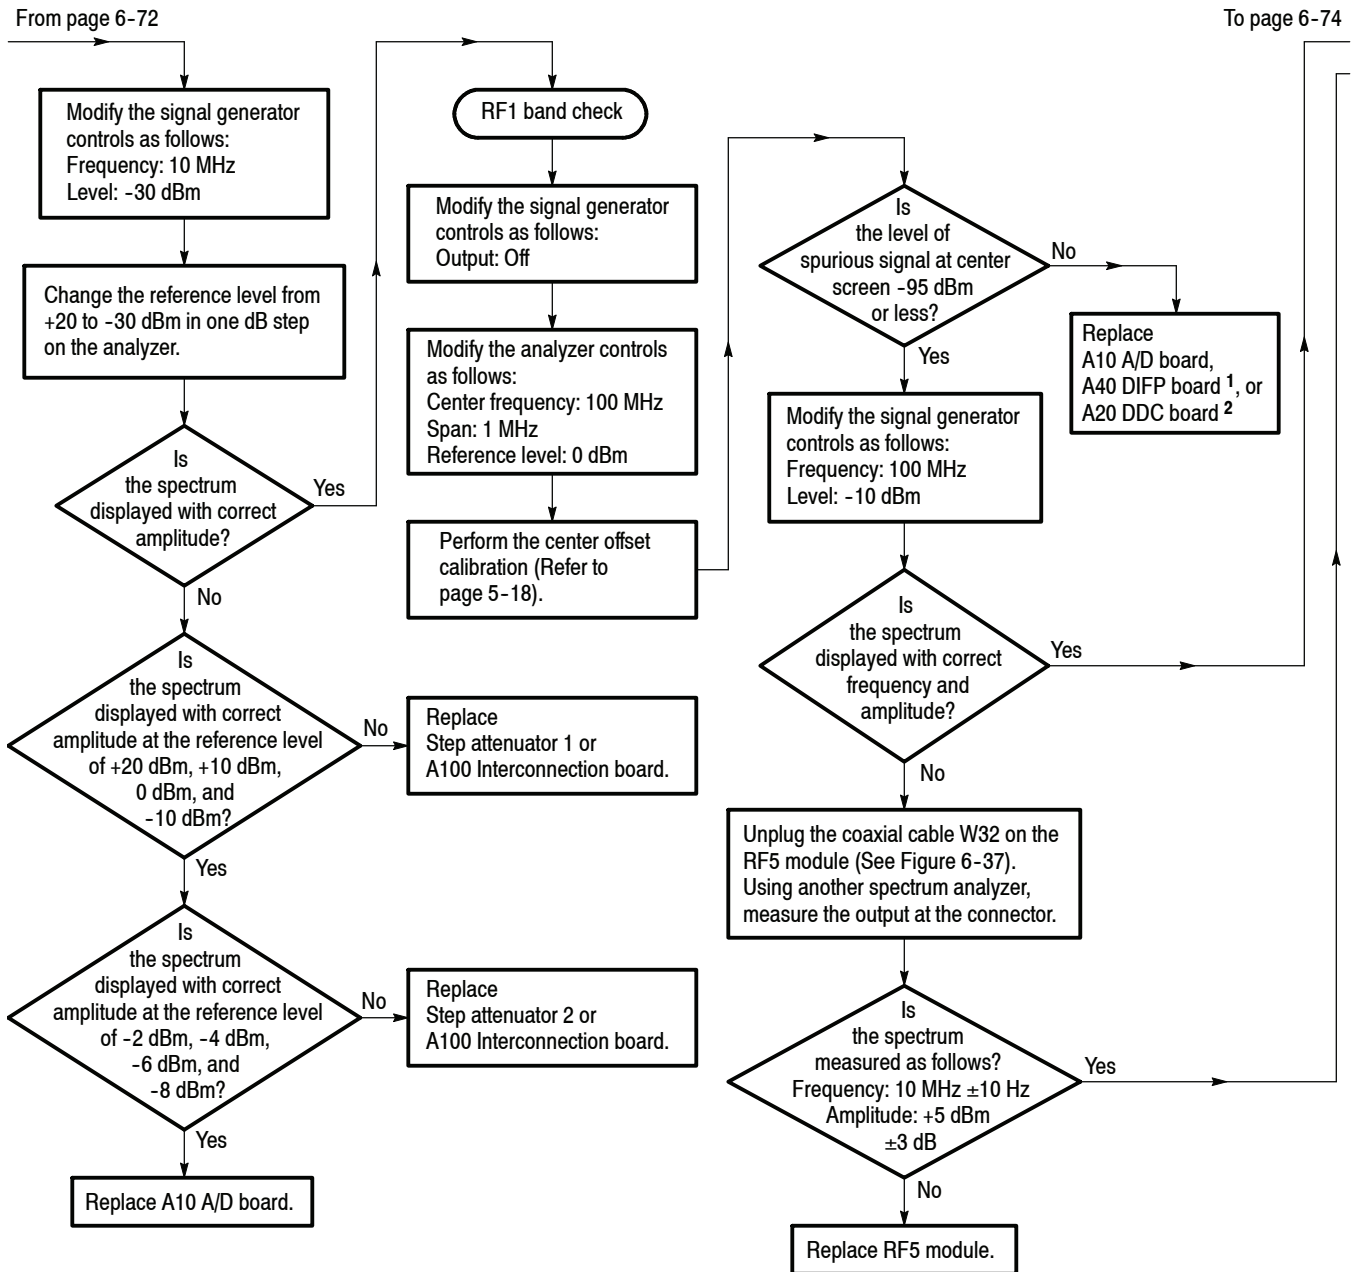 From page 6-72
To page 6-74
Modify the signal generator
controls as follows:
Frequency: 10 MHz
Level: -30 dBm
Change the reference level from
+20 to -30 dBm in one dB step
on the analyzer.
Is
the spectrum
displayed with correct
amplitude?
Yes
No
Is
the spectrum
displayed with correct
amplitude at the reference level
of +20 dBm, +10 dBm,
0 dBm, and
-10 dBm?
No
Replace
Step attenuator 1 or
A100 Interconnection board.
Yes
Is
the spectrum
displayed with correct
amplitude at the reference level
of -2 dBm, -4 dBm,
-6 dBm, and
-8 dBm?
No
Replace
Step attenuator 2 or
A100 Interconnection board.
Yes
Replace A10 A/D board.
RF1 band check
Modify the signal generator
controls as follows:
Output: Off
Modify the analyzer controls
as follows:
Center frequency: 100 MHz
Span: 1 MHz
Reference level: 0 dBm
Perform the center offset
calibration (Refer to
page 5-18).
Is
the level of
spurious signal at center
screen -95 dBm
or less?
No
Replace
A10 A/D board,
A40 DIFP board 1, or
A20 DDC board 2
Yes
Modify the signal generator
controls as follows:
Frequency: 100 MHz
Level: -10 dBm
Is
the spectrum
displayed with correct
frequency and
amplitude?
Yes
No
Unplug the coaxial cable W32 on the
RF5 module (See Figure 6-37).
Using another spectrum analyzer,
measure the output at the connector.
Is
the spectrum
measured as follows?
Frequency: 10 MHz ±10 Hz
Amplitude: +5 dBm
±3 dB
Yes
No
Replace RF5 module.